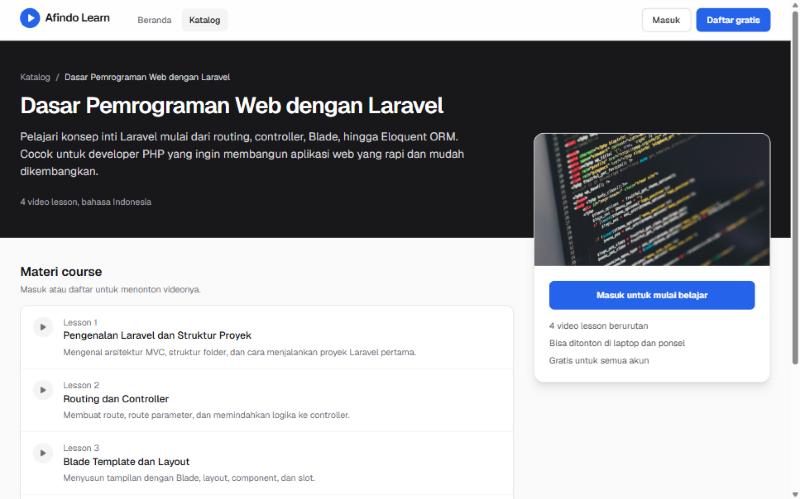 Afindo Learn
Beranda
Katalog
Masuk
Daftar gratis
Katalog / Dasar Pemrograman Web dengan Laravel
Dasar Pemrograman Web dengan Laravel
Pelajari konsep inti Laravel mulai dari routing, controller, Blade, hingga Eloquent ORM.
Cocok untuk developer PHP yang ingin membangun aplikasi web yang rapi dan mudah
dikembangkan.
4 video lesson, bahasa Indonesia
Masuk untuk mulai belajar
4 video lesson berurutan
Bisa ditonton di laptop dan ponsel
Gratis untuk semua akun
Materi course
Masuk atau daftar untuk menonton videonya.
Lesson 1
Pengenalan Laravel dan Struktur Proyek
Mengenal arsitektur MVC, struktur folder, dan cara menjalankan proyek Laravel pertama.
Lesson 2
Routing dan Controller
Membuat route, route parameter, dan memindahkan logika ke controller.
Lesson 3
Blade Template dan Layout
Menyusun tampilan dengan Blade, layout, component, dan slot.